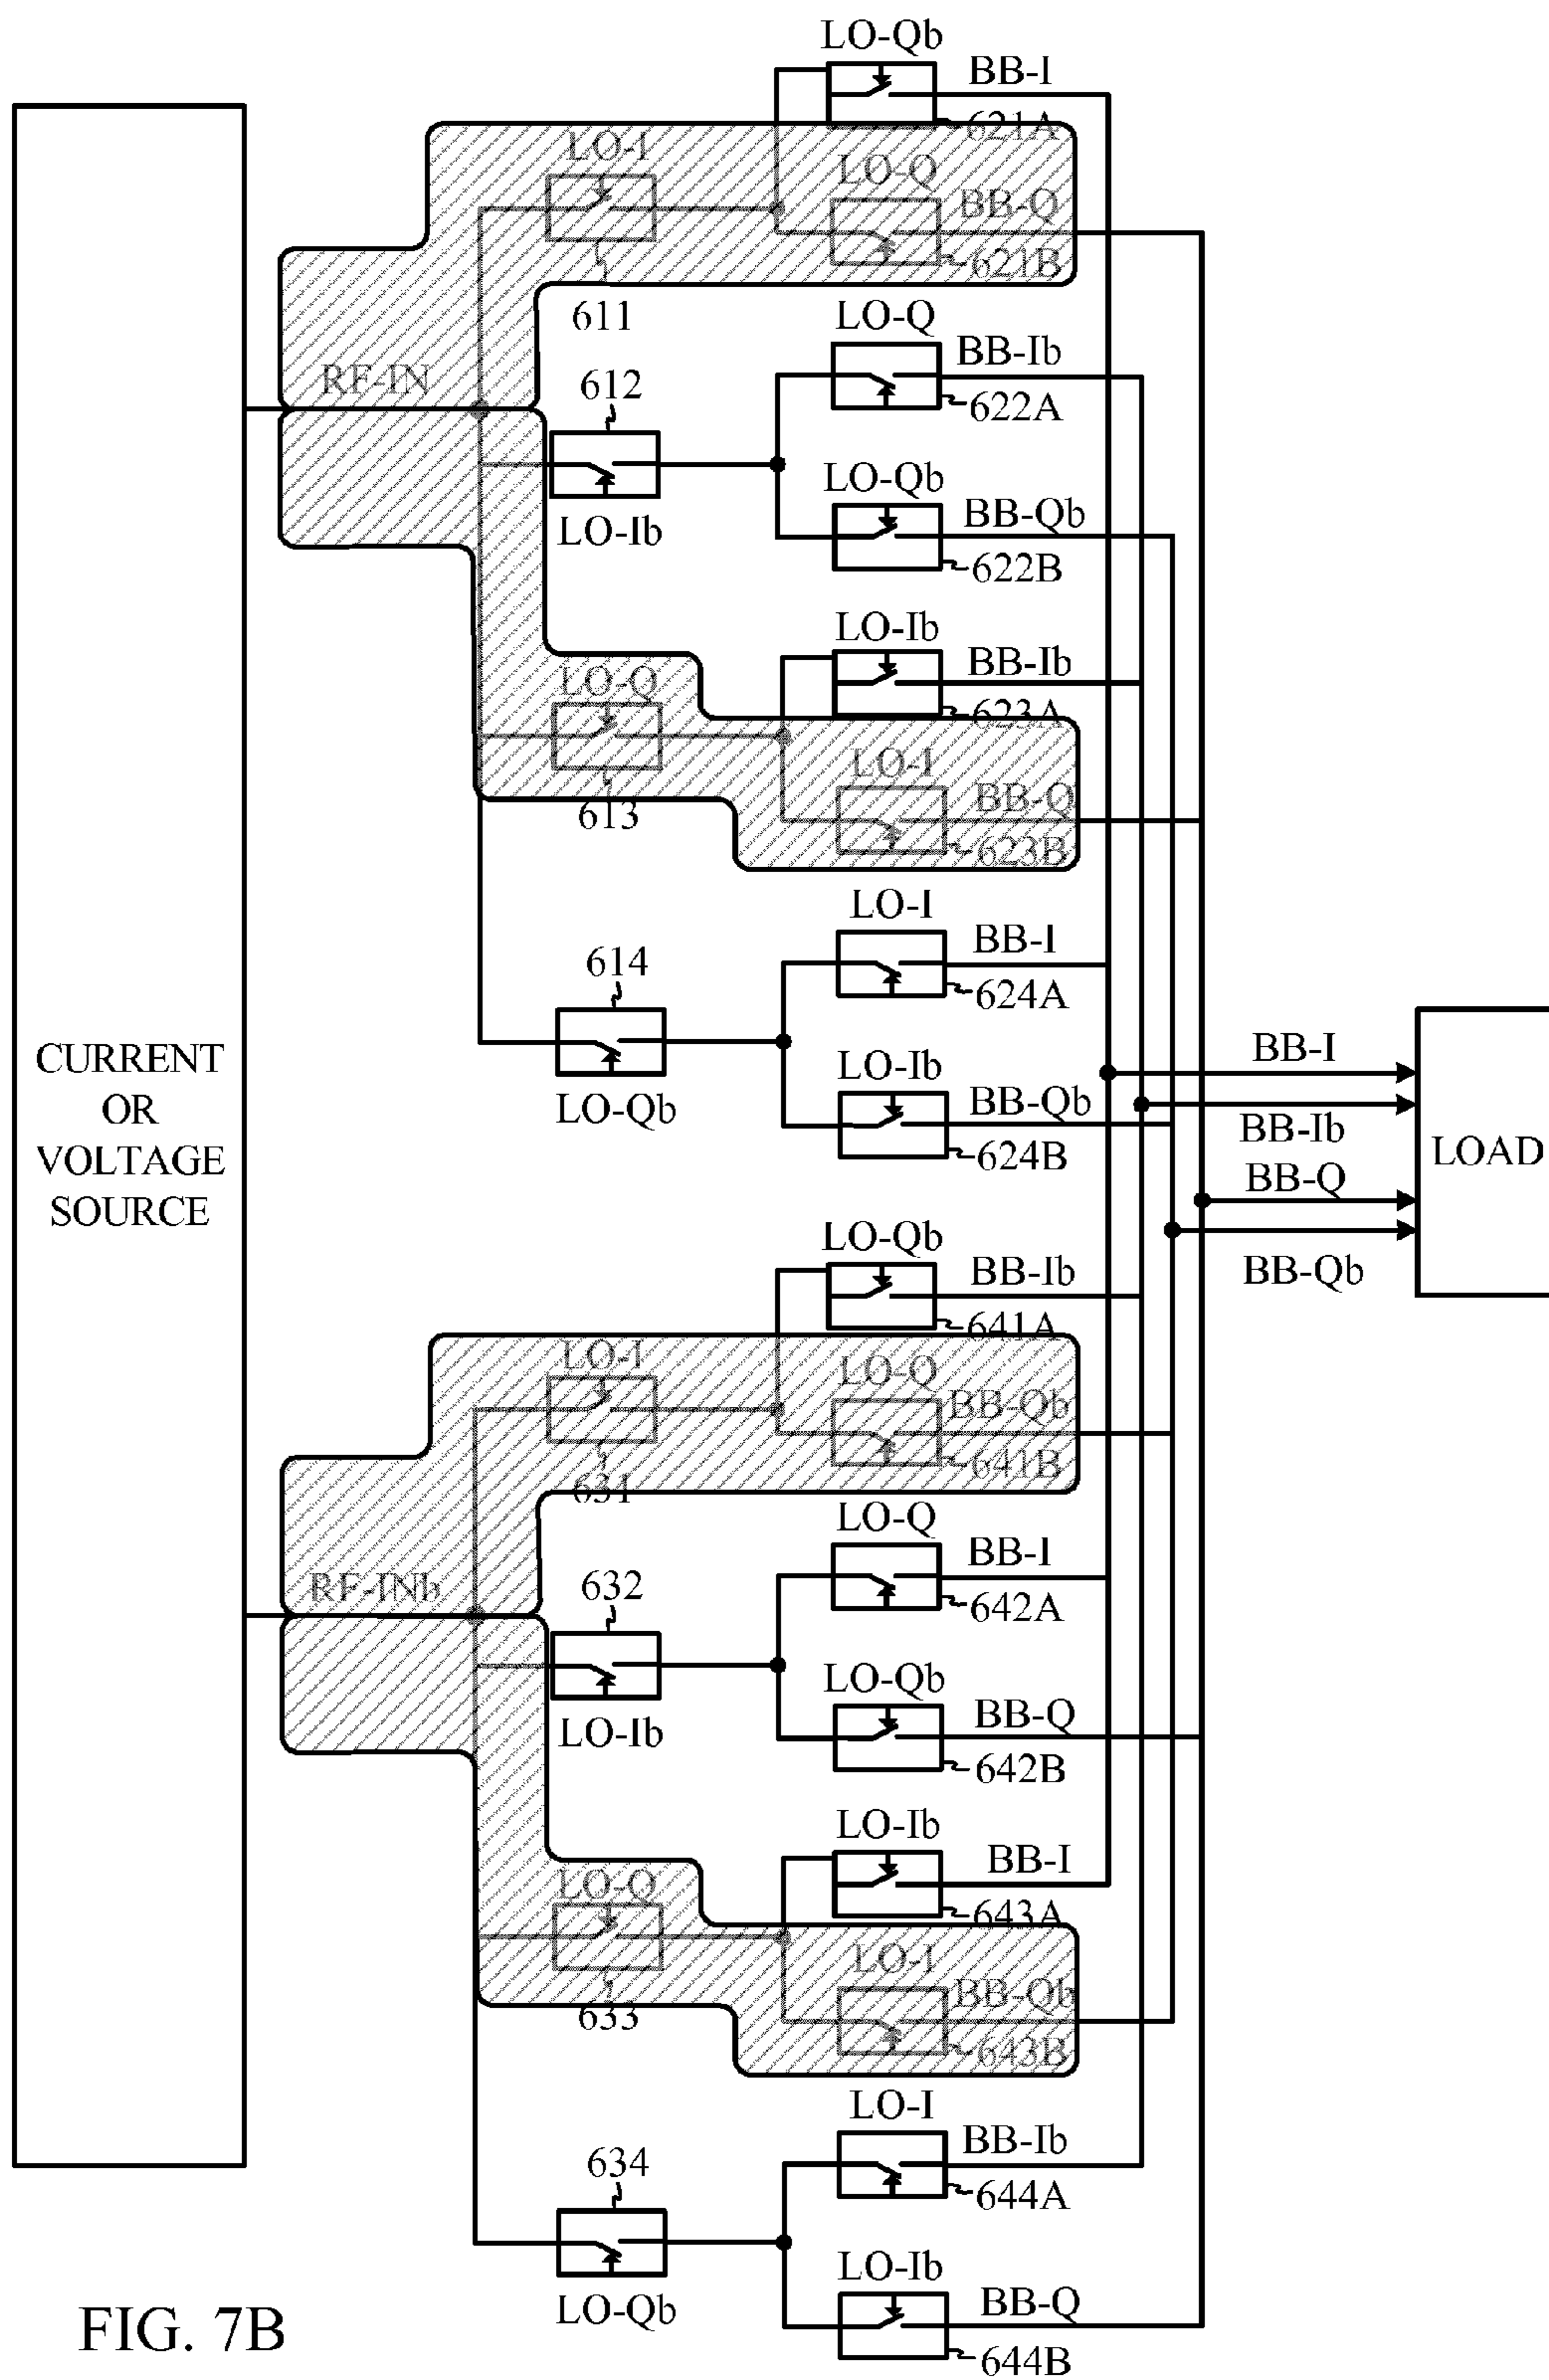 LO-Qb
BB-I
621A
LO-I
LO-Q
BB-Q
621B
611
LO-Q
BB-Ib
622A
RF-IN
612
LO-Ib
LO-Qb
BB-Qb
622B
LO-Ib
BB-Ib
623A
LO-Q
613
LO-I
BB-Q
623B
LO-I
BB-I
624A
614
LO-Qb
LO-Ib
BB-Qb
624B
CURRENT
OR
VOLTAGE
SOURCE
BB-I
BB-Ib
BB-Q
BB-Qb
LOAD
LO-Qb
BB-Ib
641A
LO-I
LO-Q
BB-Qb
641B
631
LO-Q
BB-I
642A
RF-INb
632
LO-Ib
LO-Qb
BB-Q
642B
LO-Ib
BB-I
643A
LO-Q
633
LO-I
BB-Qb
643B
LO-I
BB-Ib
644A
634
LO-Qb
LO-Ib
BB-Q
644B
FIG. 7B